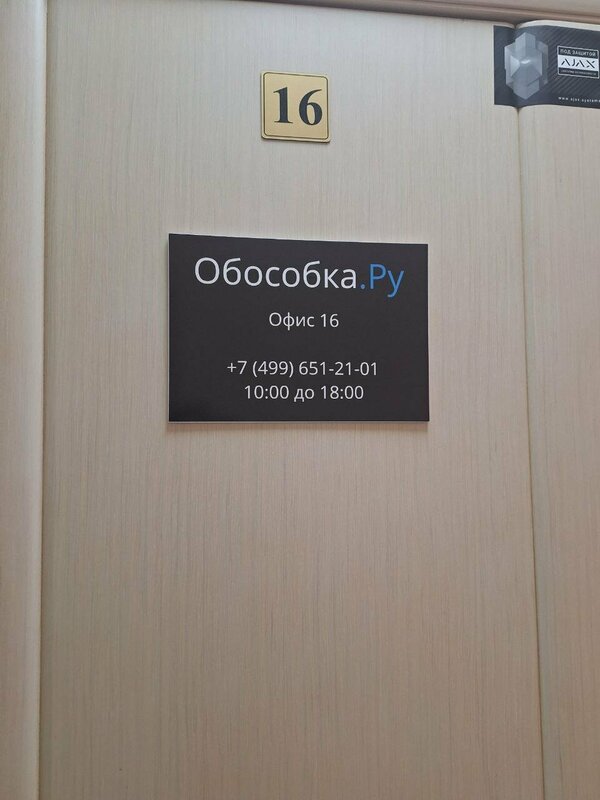 16
ПОД ЗАЩИТОЙ
AJAX
Обособка.Ру
Офис 16
+7 (499) 651-21-01
10:00 до 18:00